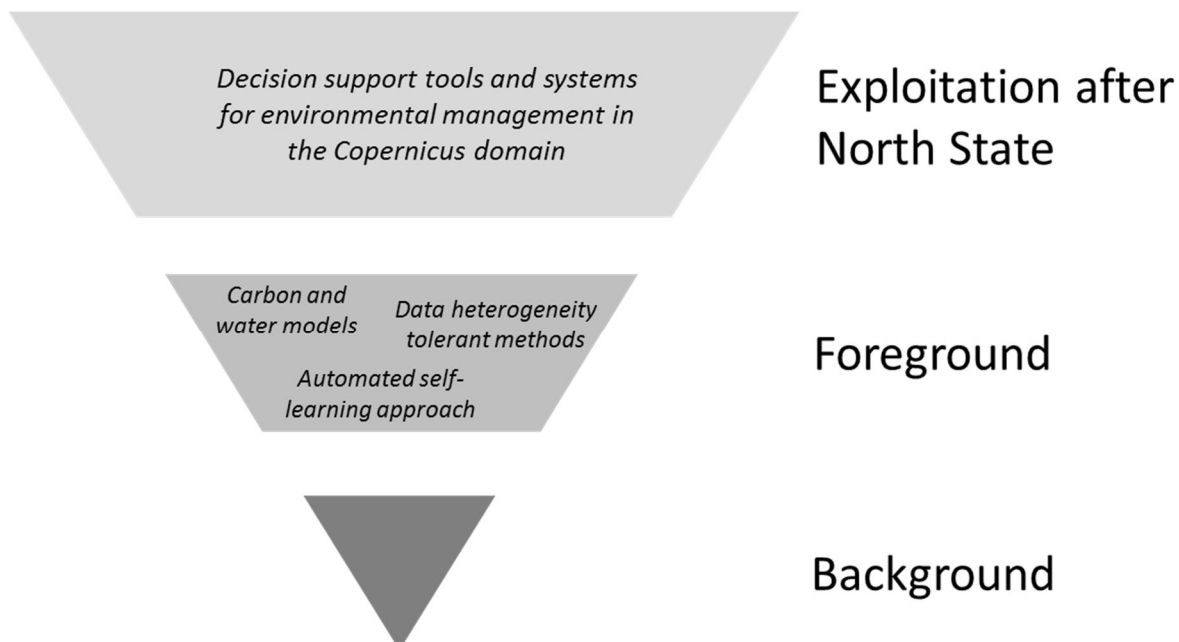 Decision support tools and systems
for environmental management in
the Copernicus domain
Exploitation after
North State
Carbon and
water models
Data heterogeneity
tolerant methods
Automated self-
learning approach
Foreground
Background